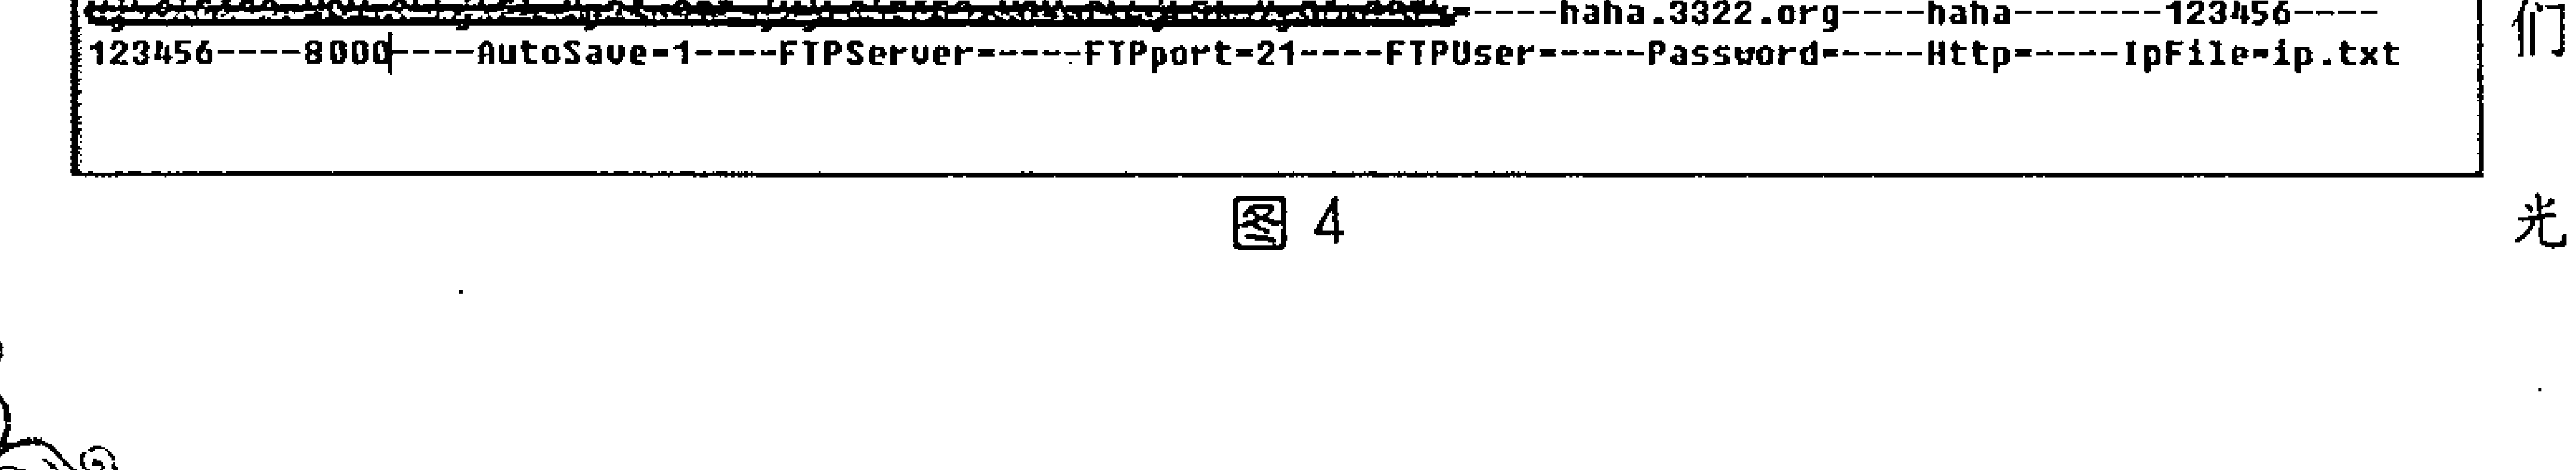 ----haha.3322.org----haha-------123456----
123456----8000----AutoSave=1----FTPServer=----FTPport=21----FTPUser=----Password=----Http=----IpFile=ip.txt
图 4
们
光